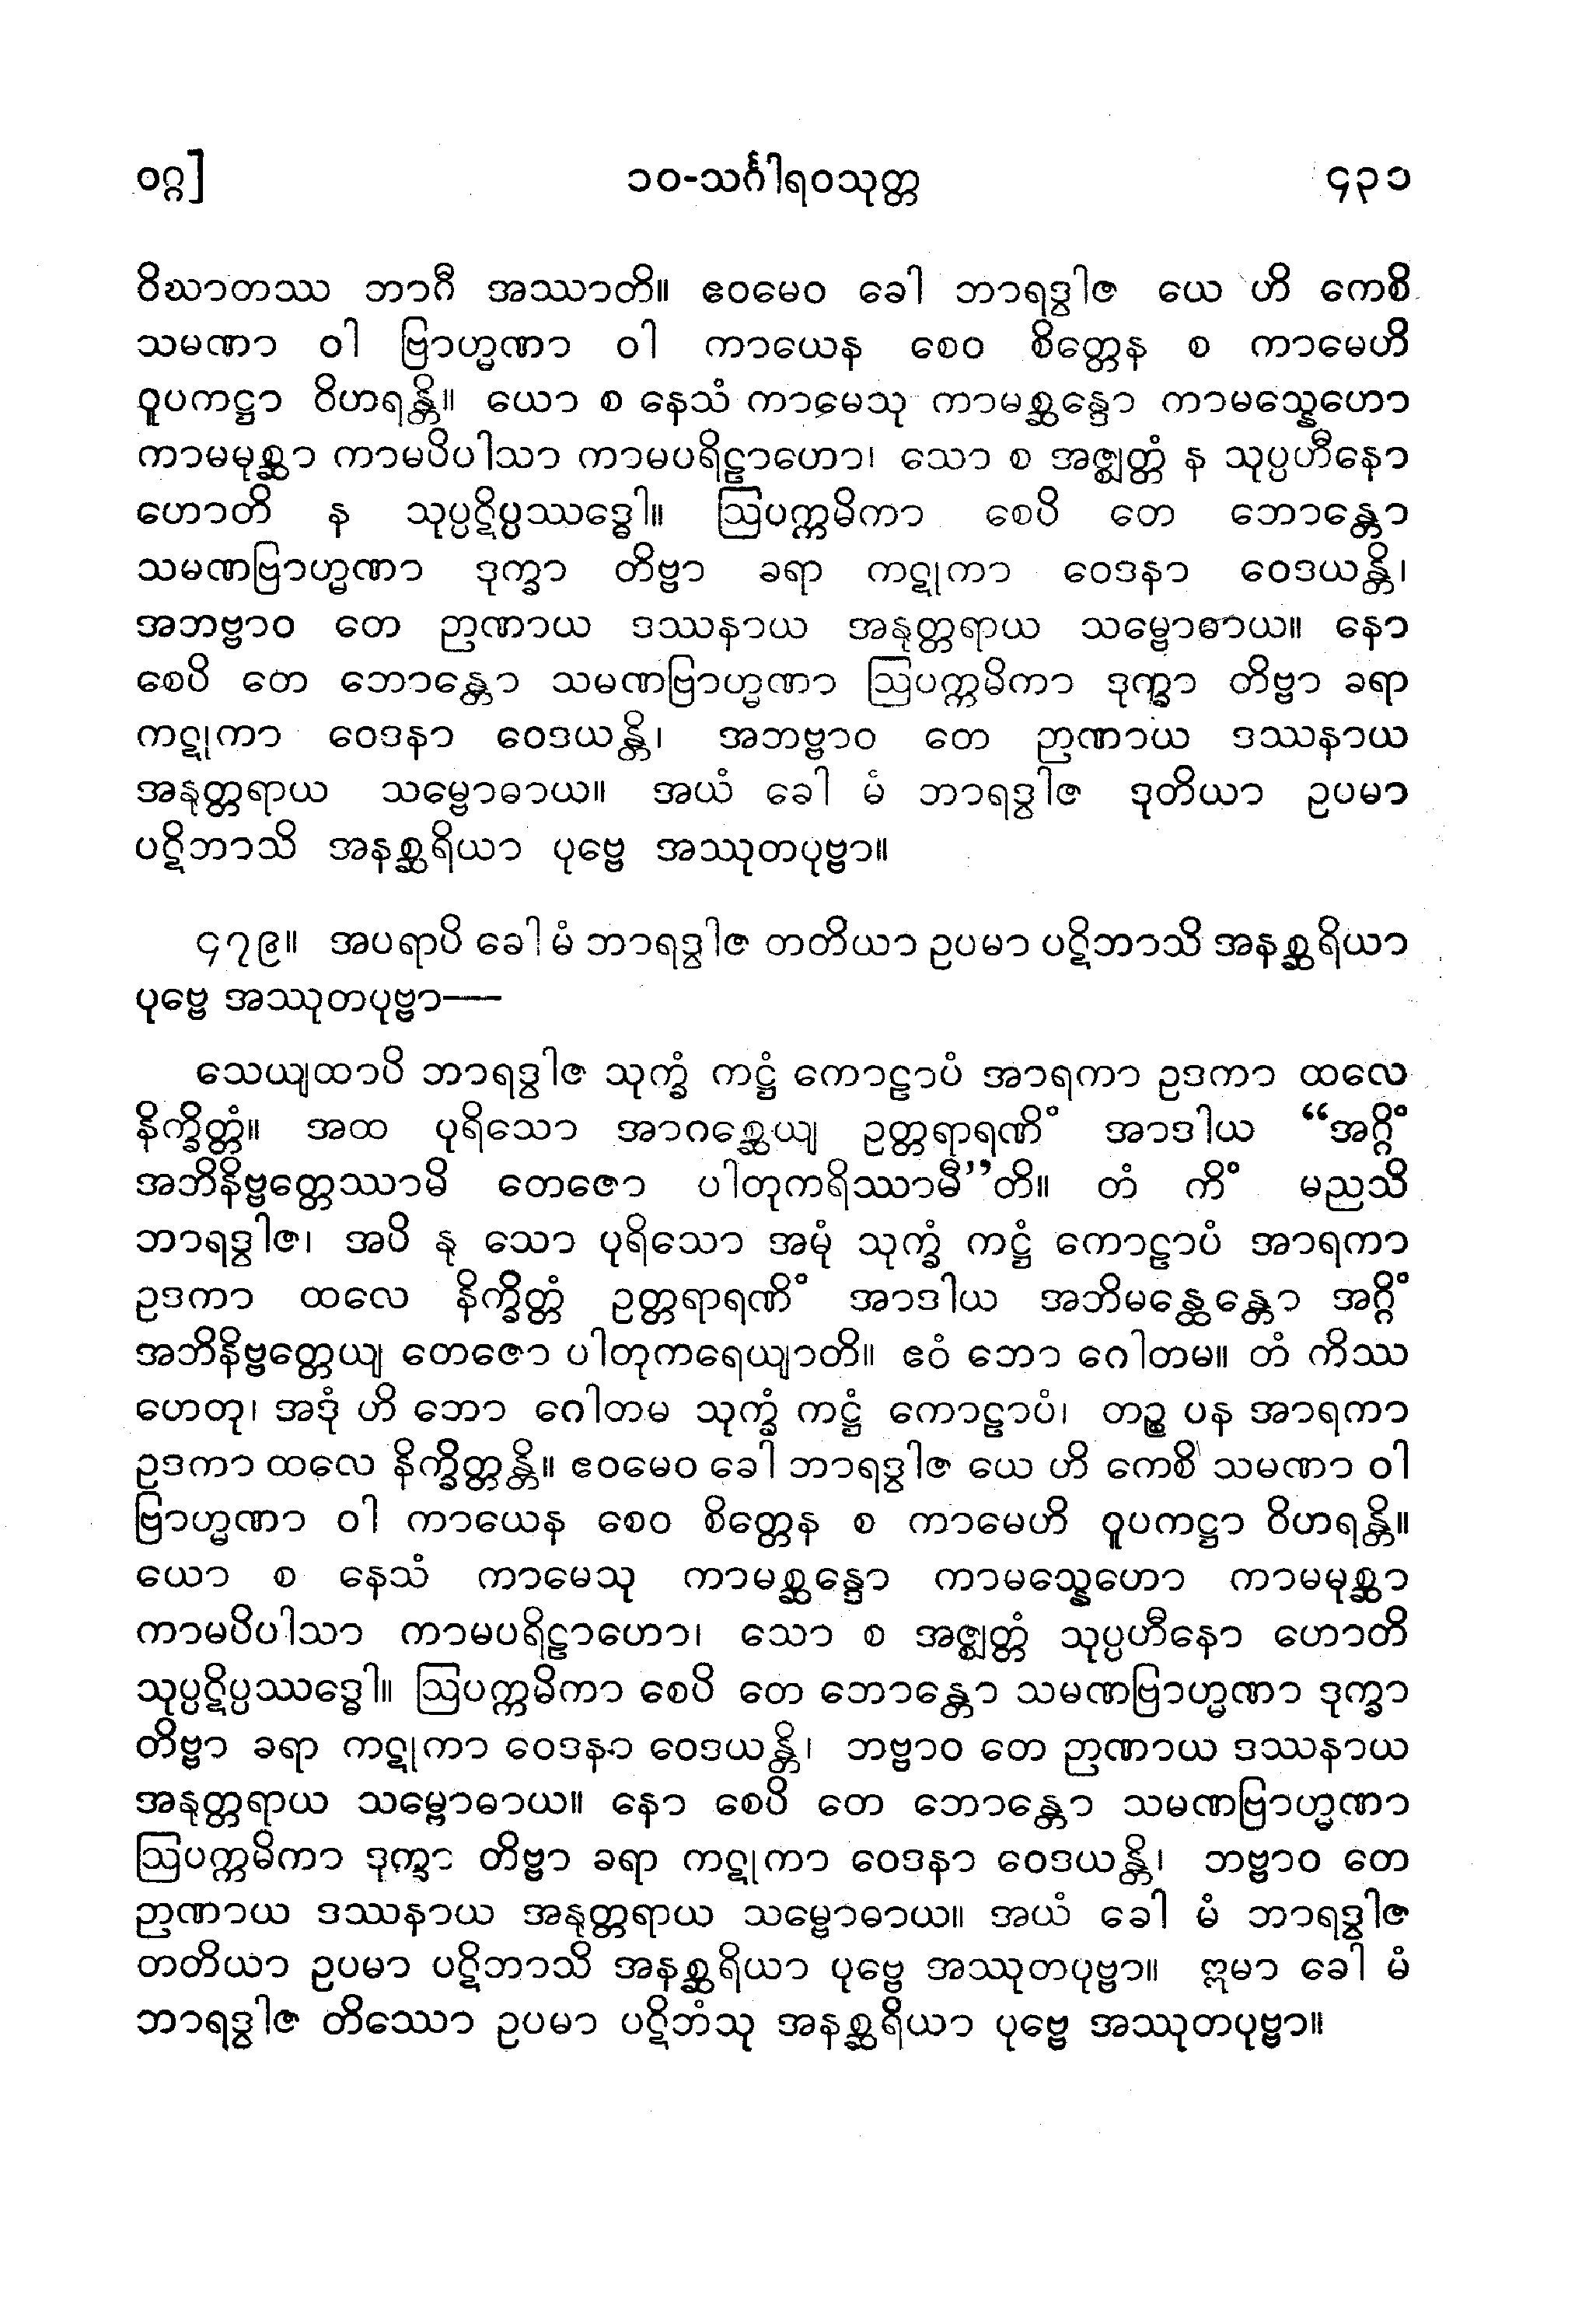 ဝဂ္ဂ]
၁၀-သင်္ဂါရဝသုတ္တ
၄၃၁
ဝိဃာတဿ ဘာဂီ အဿာတိ။ ဧဝမေဝ ခေါ ဘာရဒွါဇ ယေ ဟိ ကေစိ
သမဏာ ဝါ ဗြာဟ္မဏာ ဝါ ကာယေန စေဝ စိတ္တေန စ ကာမေဟိ
ဝူပကဋ္ဌာ ဝိဟရန္တိ။ ယော စ နေသံ ကာမေသု ကာမစ္ဆန္ဒော ကာမသ္နေဟော
ကာမမုစ္ဆာ ကာမပိပါသာ ကာမပရိဠာဟော၊ သော စ အဇ္ဈတ္တံ န သုပ္ပဟီနော
ဟောတိ န သုပ္ပဋိပ္ပဿဒ္ဓေါ။ ဩပက္ကမိကာ စေပိ တေ ဘောန္တော
သမဏဗြာဟ္မဏာ ဒုက္ခာ တိဗ္ဗာ ခရာ ကဋုကာ ဝေဒနာ ဝေဒယန္တိ၊
အဘဗ္ဗာဝ တေ ဉာဏာယ ဒဿနာယ အနုတ္တရာယ သမ္ဗောဓာယ။ နော
စေပိ တေ ဘောန္တော သမဏဗြာဟ္မဏာ ဩပက္ကမိကာ ဒုက္ခာ တိဗ္ဗာ ခရာ
ကဋုကာ ဝေဒနာ ဝေဒယန္တိ၊ အဘဗ္ဗာဝ တေ ဉာဏာယ ဒဿနာယ
အနုတ္တရာယ သမ္ဗောဓာယ။ အယံ ခေါ မံ ဘာရဒွါဇ ဒုတိယာ ဥပမာ
ပဋိဘာသိ အနစ္ဆရိယာ ပုဗ္ဗေ အဿုတပုဗ္ဗာ။
၄၇၉။ အပရာပိ ခေါ မံ ဘာရဒွါဇ တတိယာ ဥပမာ ပဋိဘာသိ အနစ္ဆရိယာ
ပုဗ္ဗေ အဿုတပုဗ္ဗာ—
သေယျထာပိ ဘာရဒွါဇ သုက္ခံ ကဋ္ဌံ ကောဠာပံ အာရကာ ဥဒကာ ထလေ
နိက္ခိတ္တံ။ အထ ပုရိသော အာဂစ္ဆေယျ ဥတ္တရာရဏိံ အာဒါယ “အဂ္ဂိံ
အဘိနိဗ္ဗတ္တေဿာမိ တေဇော ပါတုကရိဿာမီ”တိ။ တံ ကိံ မညသိ
ဘာရဒွါဇ၊ အပိ နု သော ပုရိသော အမုံ သုက္ခံ ကဋ္ဌံ ကောဠာပံ အာရကာ
ဥဒကာ ထလေ နိက္ခိတ္တံ ဥတ္တရာရဏိံ အာဒါယ အဘိမန္ထေန္တော အဂ္ဂိံ
အဘိနိဗ္ဗတ္တေယျ တေဇော ပါတုကရေယျာတိ။ ဧဝံ ဘော ဂေါတမ။ တံ ကိဿ
ဟေတု၊ အဒုံ ဟိ ဘော ဂေါတမ သုက္ခံ ကဋ္ဌံ ကောဠာပံ၊ တဉ္စ ပန အာရကာ
ဥဒကာ ထလေ နိက္ခိတ္တန္တိ။ ဧဝမေဝ ခေါ ဘာရဒွါဇ ယေ ဟိ ကေစိ သမဏာ ဝါ
ဗြာဟ္မဏာ ဝါ ကာယေန စေဝ စိတ္တေန စ ကာမေဟိ ဝူပကဋ္ဌာ ဝိဟရန္တိ။
ယော စ နေသံ ကာမေသု ကာမစ္ဆန္ဒော ကာမသ္နေဟော ကာမမုစ္ဆာ
ကာမပိပါသာ ကာမပရိဠာဟော၊ သော စ အဇ္ဈတ္တံ သုပ္ပဟီနော ဟောတိ
သုပ္ပဋိပ္ပဿဒ္ဓေါ။ ဩပက္ကမိကာ စေပိ တေ ဘောန္တော သမဏဗြာဟ္မဏာ ဒုက္ခာ
တိဗ္ဗာ ခရာ ကဋုကာ ဝေဒနာ ဝေဒယန္တိ၊ ဘဗ္ဗာဝ တေ ဉာဏာယ ဒဿနာယ
အနုတ္တရာယ သမ္ဗောဓာယ။ နော စေပိ တေ ဘောန္တော သမဏဗြာဟ္မဏာ
ဩပက္ကမိကာ ဒုက္ခာ တိဗ္ဗာ ခရာ ကဋုကာ ဝေဒနာ ဝေဒယန္တိ၊ ဘဗ္ဗာဝ တေ
ဉာဏာယ ဒဿနာယ အနုတ္တရာယ သမ္ဗောဓာယ။ အယံ ခေါ မံ ဘာရဒွါဇ
တတိယာ ဥပမာ ပဋိဘာသိ အနစ္ဆရိယာ ပုဗ္ဗေ အဿုတပုဗ္ဗာ။ ဣမာ ခေါ မံ
ဘာရဒွါဇ တိဿော ဥပမာ ပဋိဘံသု အနစ္ဆရိယာ ပုဗ္ဗေ အဿုတပုဗ္ဗာ။